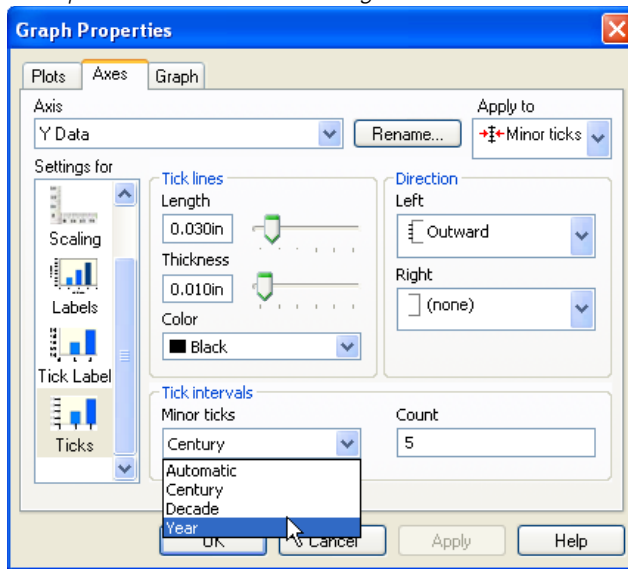 Graph Properties
Plots Axes Graph
Axis
Apply to
Y Data
Rename...
Minor ticks
Settings for
Scaling
Labels
Tick Label
Ticks
Tick lines
Length
0.030in
Thickness
0.010in
Color
Black
Direction
Left
Outward
Right
(none)
Tick intervals
Minor ticks
Count
Century
5
Automatic
Century
Decade
Year
OK
Cancel
Apply
Help